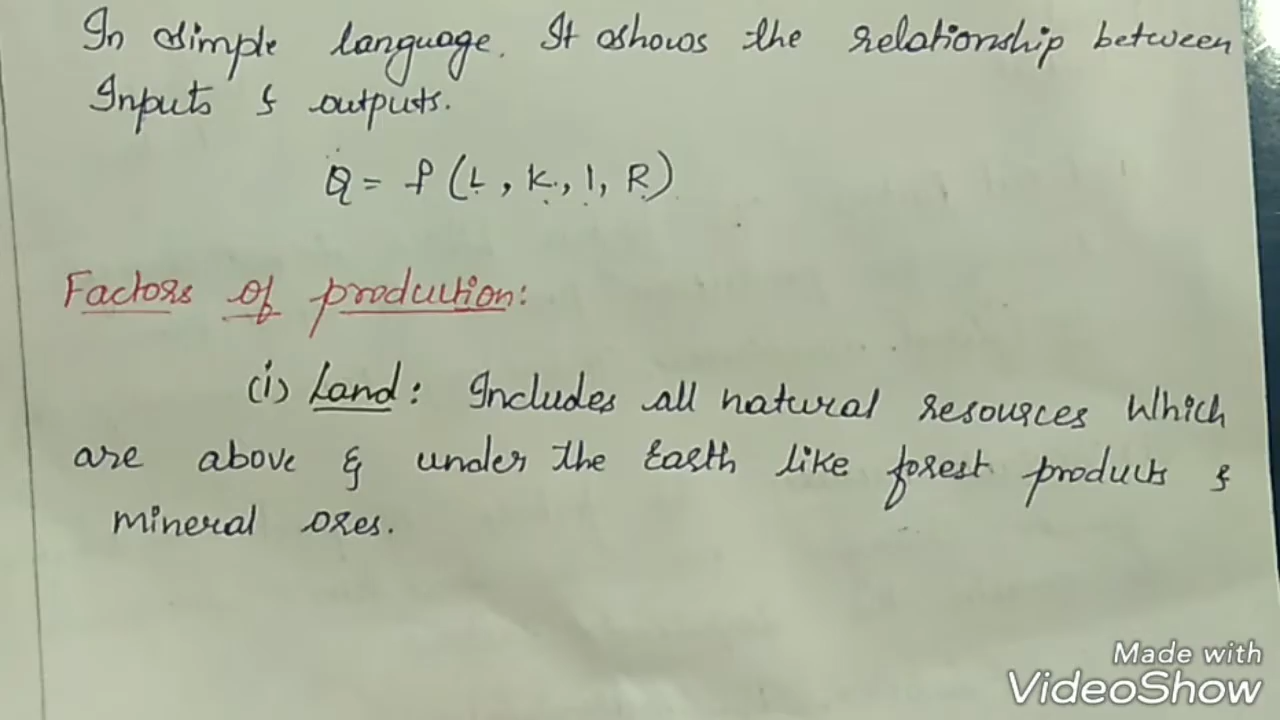 In simple language. It shows the relationship between
Inputs & outputs.
Q = f (L, K, I, R)
Factors of production:
(i) Land: Includes all natural resources which
are above & under the Earth like forest products &
mineral ores.
Made with
VideoShow